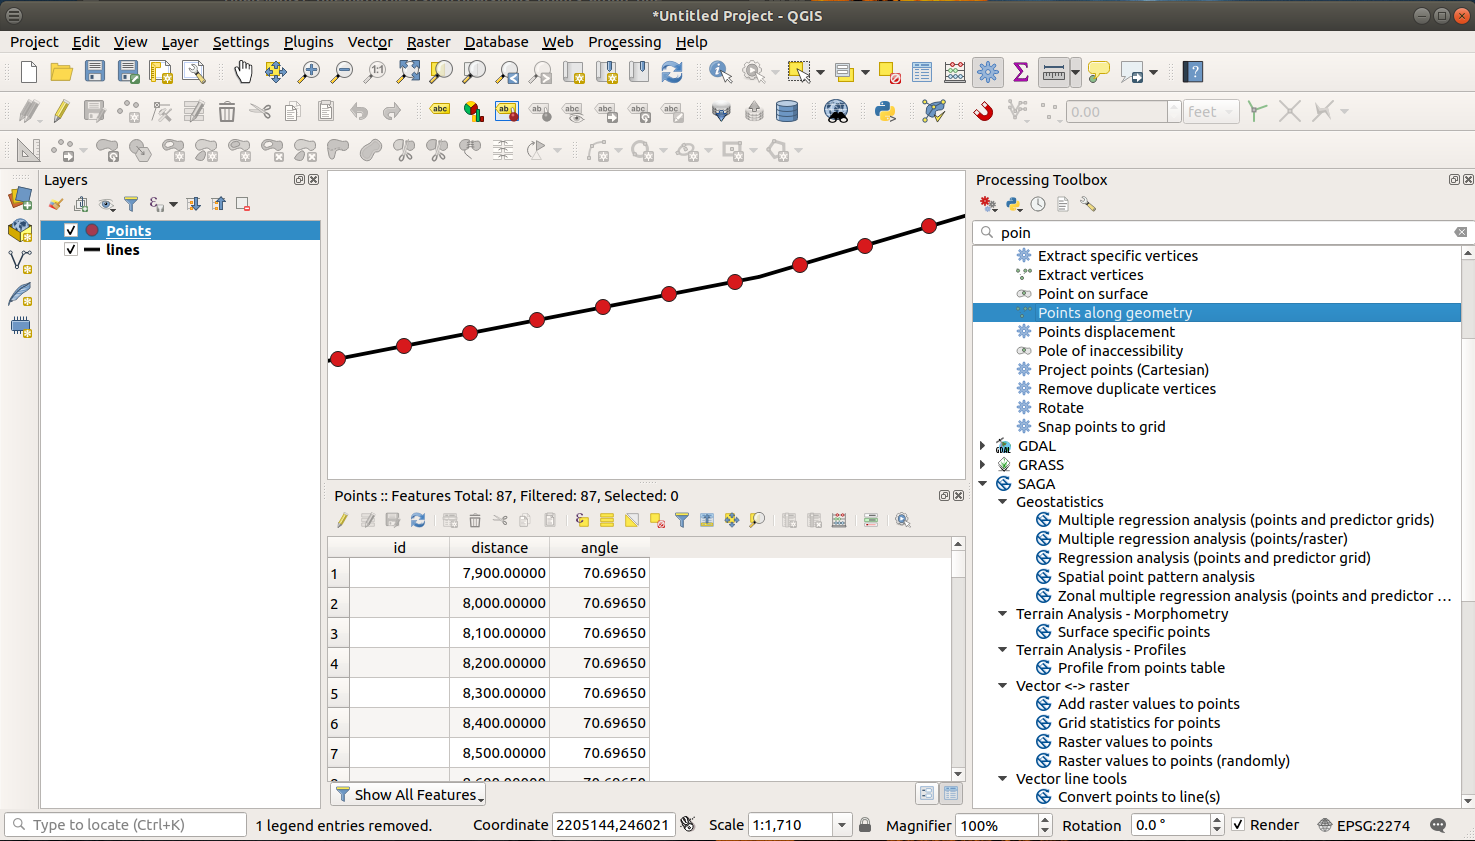 *Untitled Project - QGIS
Project Edit View Layer Settings Plugins Vector Raster Database Web Processing Help
1:1
abc abc abc abc abc abc abc
0.00 feet
Layers
Points
lines
Processing Toolbox
poin
Extract specific vertices
Extract vertices
Point on surface
Points along geometry
Points displacement
Pole of inaccessibility
Project points (Cartesian)
Remove duplicate vertices
Rotate
Snap points to grid
GDAL GDAL
GRASS
SAGA
Geostatistics
Multiple regression analysis (points and predictor grids)
Multiple regression analysis (points/raster)
Regression analysis (points and predictor grid)
Spatial point pattern analysis
Zonal multiple regression analysis (points and predictor ...
Terrain Analysis - Morphometry
Surface specific points
Terrain Analysis - Profiles
Profile from points table
Vector <-> raster
Add raster values to points
Grid statistics for points
Raster values to points
Raster values to points (randomly)
Vector line tools
Convert points to line(s)
Points :: Features Total: 87, Filtered: 87, Selected: 0
id distance angle
1 7,900.00000 70.69650
2 8,000.00000 70.69650
3 8,100.00000 70.69650
4 8,200.00000 70.69650
5 8,300.00000 70.69650
6 8,400.00000 70.69650
7 8,500.00000 70.69650
Show All Features
Type to locate (Ctrl+K) 1 legend entries removed. Coordinate 2205144,246021 Scale 1:1,710 Magnifier 100% Rotation 0.0 ° Render EPSG:2274